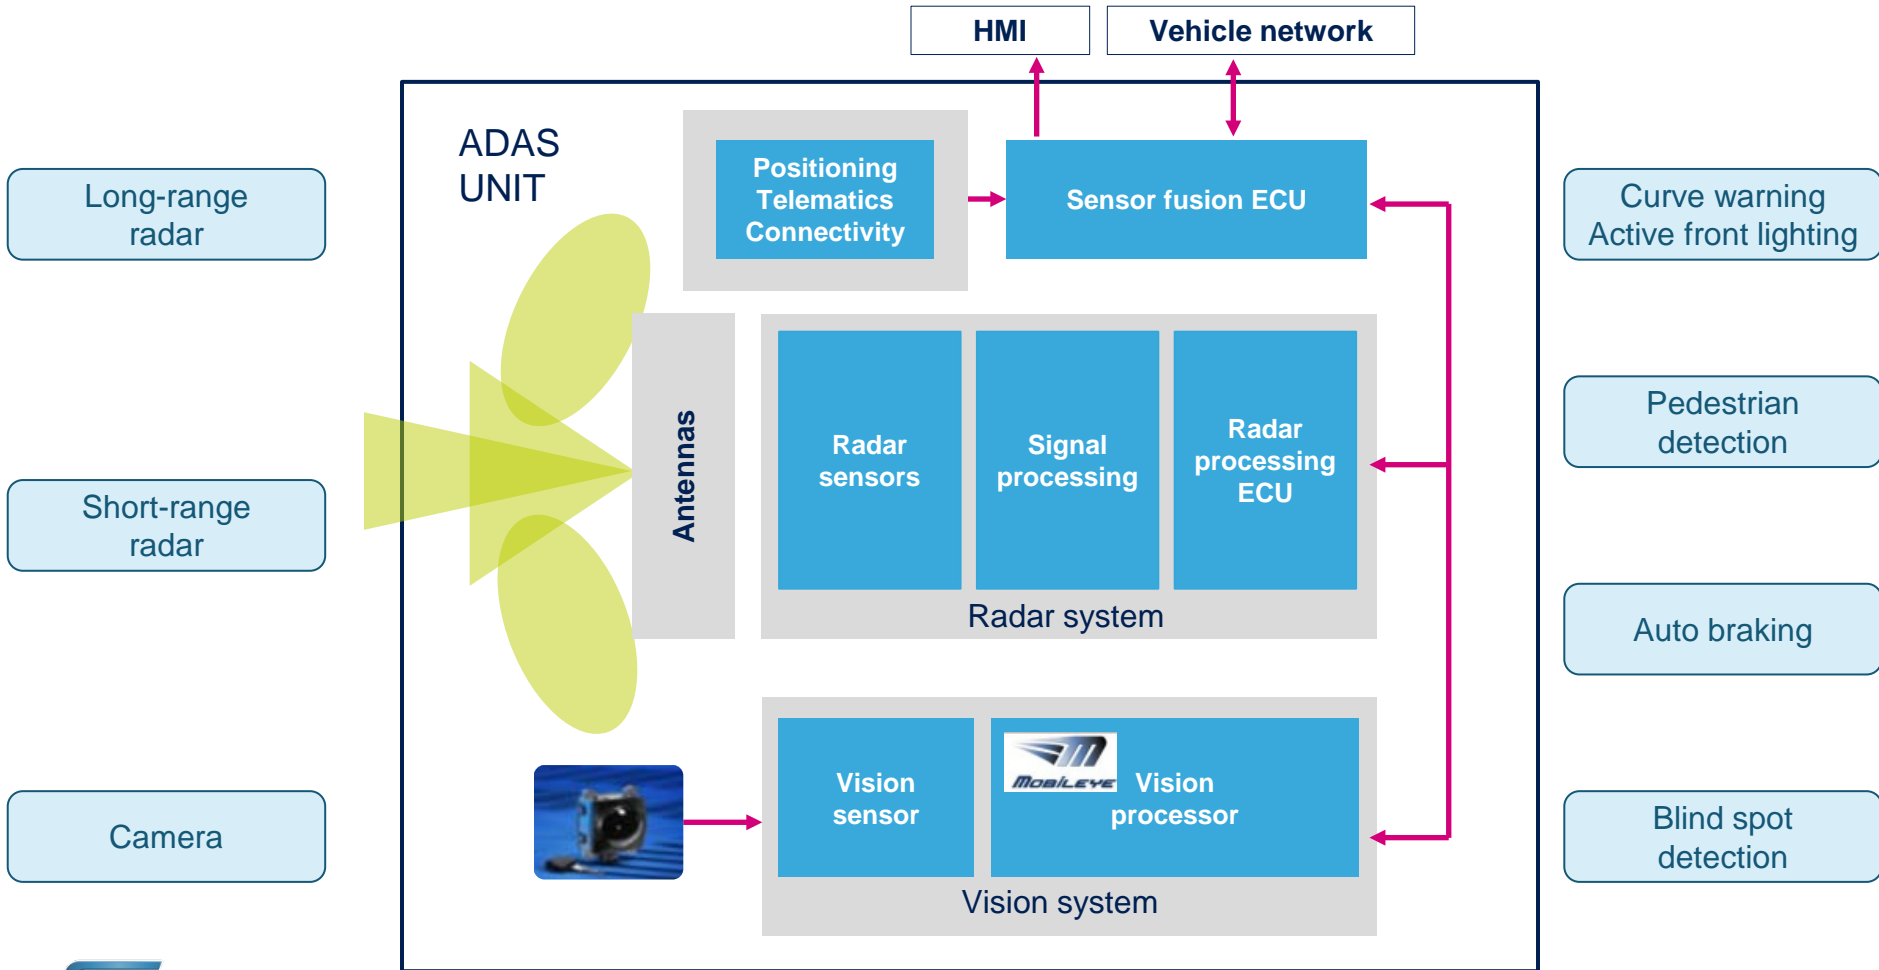 HMI
Vehicle network
ADAS
UNIT
Positioning
Telematics
Connectivity
Sensor fusion ECU
Long-range
radar
Curve warning
Active front lighting
Antennas
Radar
sensors
Signal
processing
Radar
processing
ECU
Radar system
Pedestrian
detection
Short-range
radar
Auto braking
MOBILEYE
Vision
sensor
Vision
processor
Vision system
Camera
Blind spot
detection